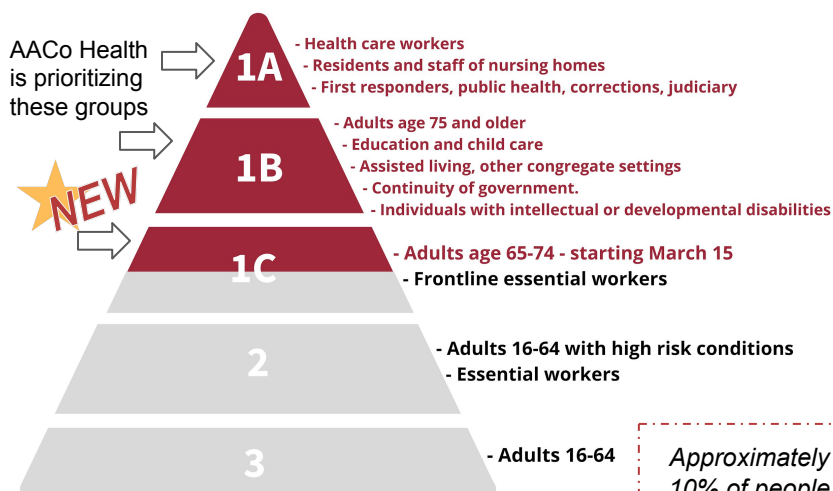 AACo Health
is prioritizing
these groups
1A
- Health care workers
- Residents and staff of nursing homes
- First responders, public health, corrections, judiciary
1B
- Adults age 75 and older
- Education and child care
- Assisted living, other congregate settings
- Continuity of government.
- Individuals with intellectual or developmental disabilities
NEW
1C
- Adults age 65-74 - starting March 15
- Frontline essential workers
2
- Adults 16-64 with high risk conditions
- Essential workers
3
- Adults 16-64
Approximately
10% of people